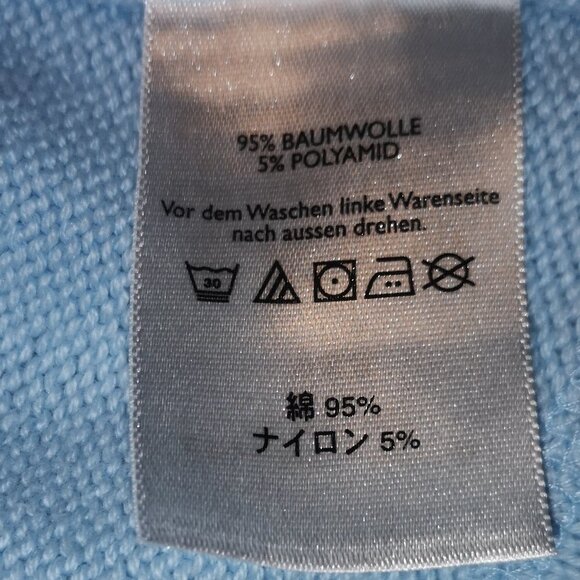 95% BAUMWOLLE
5% POLYAMID
Vor dem Waschen linke Warenseite
nach aussen drehen.
30
綿 95%
ナイロン 5%